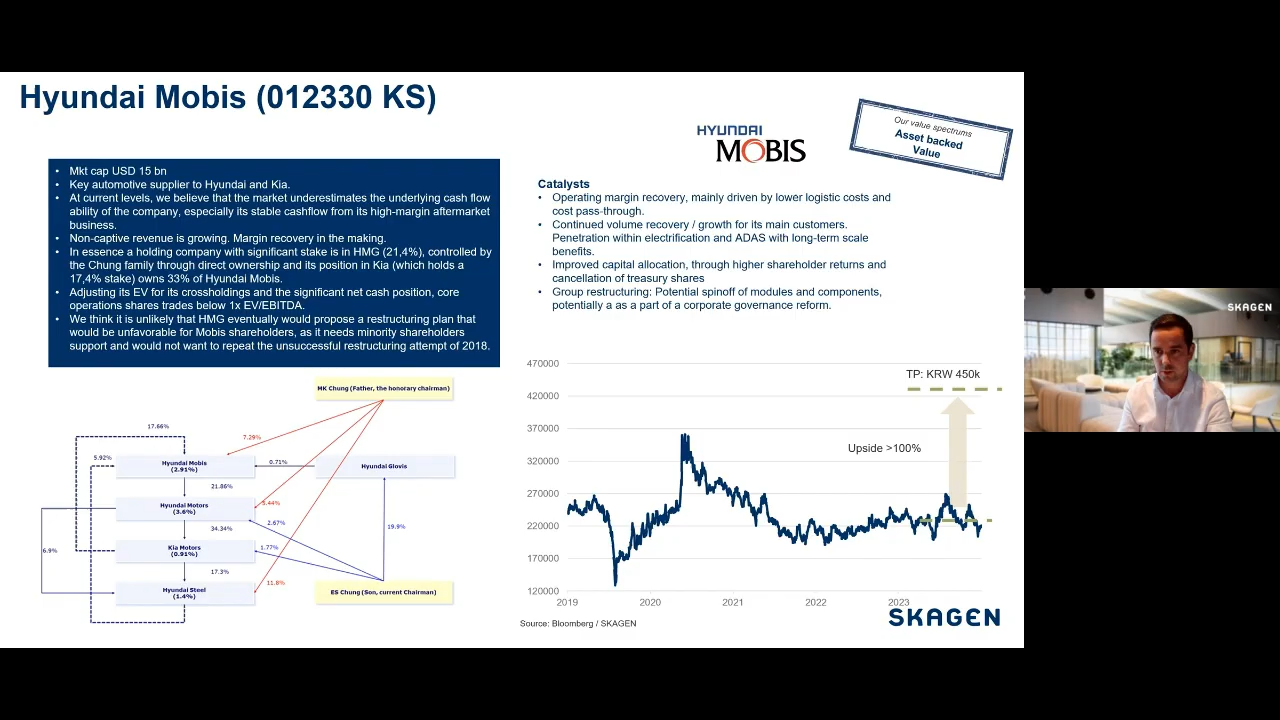 Hyundai Mobis (012330 KS)
Our value spectrums
Asset backed
Value
HYUNDAI
MOBIS
• Mkt cap USD 15 bn
• Key automotive supplier to Hyundai and Kia.
• At current levels, we believe that the market underestimates the underlying cash flow
ability of the company, especially its stable cashflow from its high-margin aftermarket
business.
• Non-captive revenue is growing. Margin recovery in the making.
• In essence a holding company with significant stake is in HMG (21,4%), controlled by
the Chung family through direct ownership and its position in Kia (which holds a
17,4% stake) owns 33% of Hyundai Mobis.
• Adjusting its EV for its crossholdings and the significant net cash position, core
operations shares trades below 1x EV/EBITDA.
• We think it is unlikely that HMG eventually would propose a restructuring plan that
would be unfavorable for Mobis shareholders, as it needs minority shareholders
support and would not want to repeat the unsuccessful restructuring attempt of 2018.
Catalysts
• Operating margin recovery, mainly driven by lower logistic costs and
cost pass-through.
• Continued volume recovery / growth for its main customers.
Penetration within electrification and ADAS with long-term scale
benefits.
• Improved capital allocation, through higher shareholder returns and
cancellation of treasury shares
• Group restructuring: Potential spinoff of modules and components,
potentially a as a part of a corporate governance reform.
MK Chung (Father, the honorary chairman)
17.66%
7.29%
5.92%
Hyundai Mobis
(2.91%)
0.71%
Hyundai Glovis
21.86%
Hyundai Motors
(3.6%)
5.44%
2.67%
34.34%
19.9%
6.9%
Kia Motors
(0.91%)
1.77%
17.3%
11.8%
Hyundai Steel
(1.4%)
ES Chung (Son, current Chairman)
470000
TP: KRW 450k
420000
370000
Upside >100%
320000
270000
220000
170000
120000
2019 2020 2021 2022 2023
Source: Bloomberg / SKAGEN
SKAGEN
SKAGEN